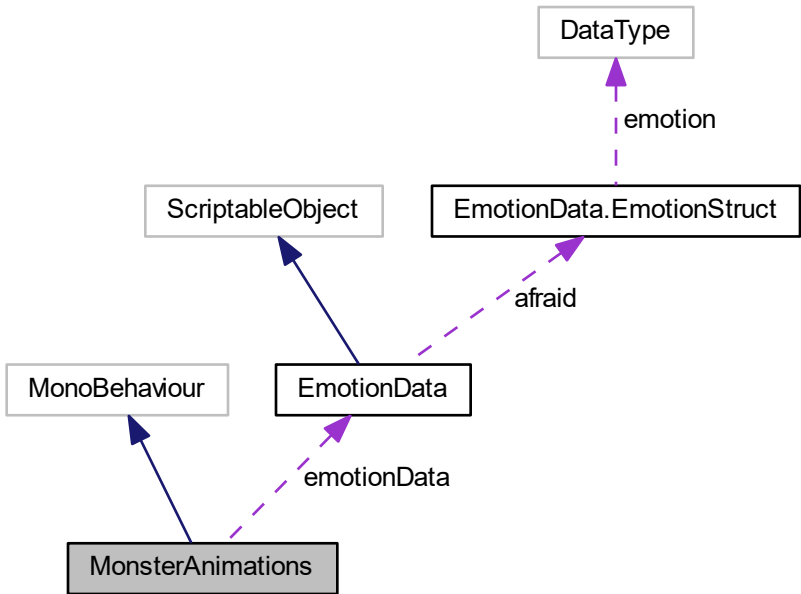 DataType
emotion
ScriptableObject
EmotionData.EmotionStruct
afraid
MonoBehaviour
EmotionData
emotionData
MonsterAnimations